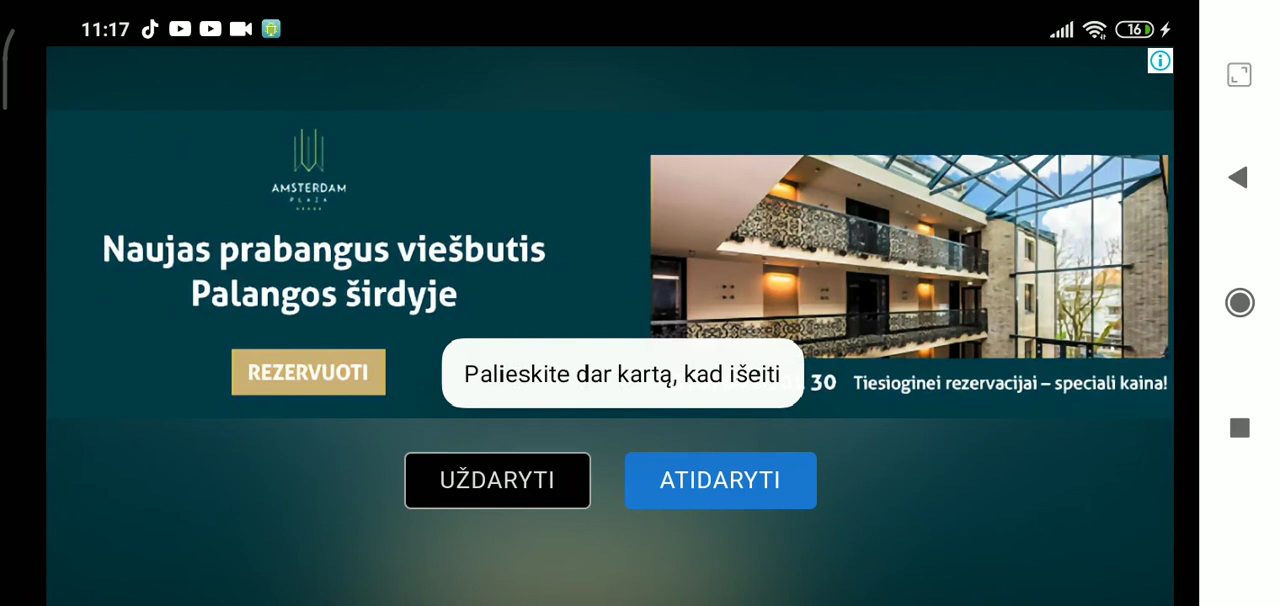 11:17
16
AMSTERDAM
PLAZA
Naujas prabangus viešbutis
Palangos širdyje
REZERVUOTI
Palieskite dar kartą, kad išeiti
30
Tiesioginei rezervacijai – speciali kaina!
UŽDARYTI
ATIDARYTI